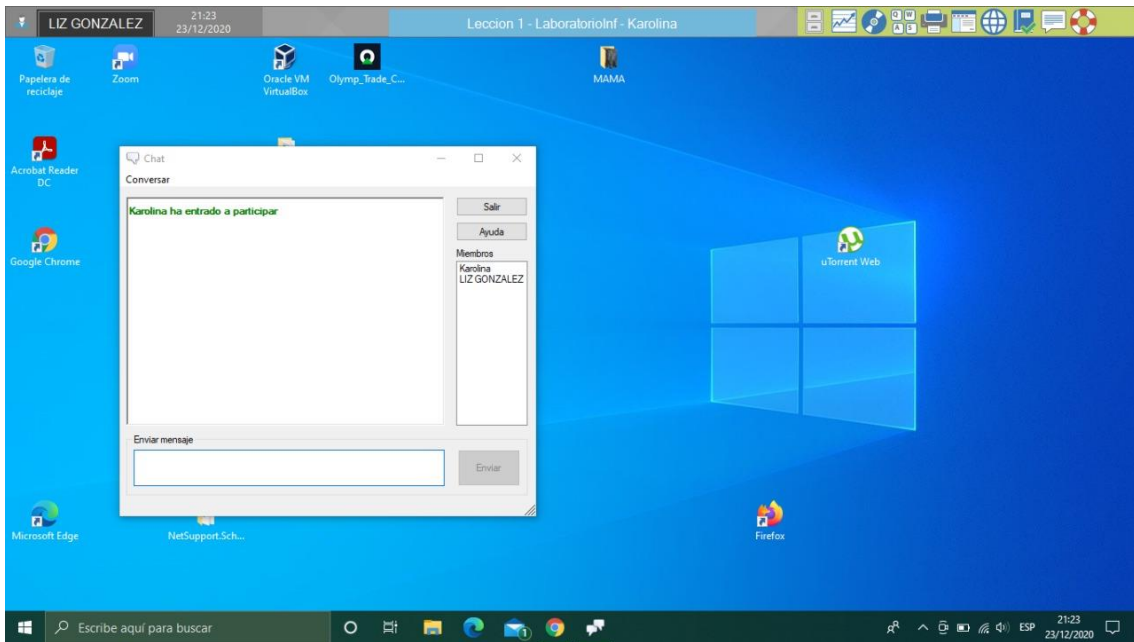 LIZ GONZALEZ
21:23
23/12/2020
Leccion 1 - LaboratorioInf - Karolina
Papelera de
reciclaje
Zoom
Oracle VM
VirtualBox
Olymp_Trade_C...
MAMA
Acrobat Reader
DC
Google Chrome
uTorrent Web
Chat
Conversar
Karolina ha entrado a participar
Salir
Ayuda
Miembros
Karolina
LIZ GONZALEZ
Enviar mensaje
Enviar
Microsoft Edge
NetSupport.Sch...
Firefox
Escribe aquí para buscar
1
ESP
21:23
23/12/2020